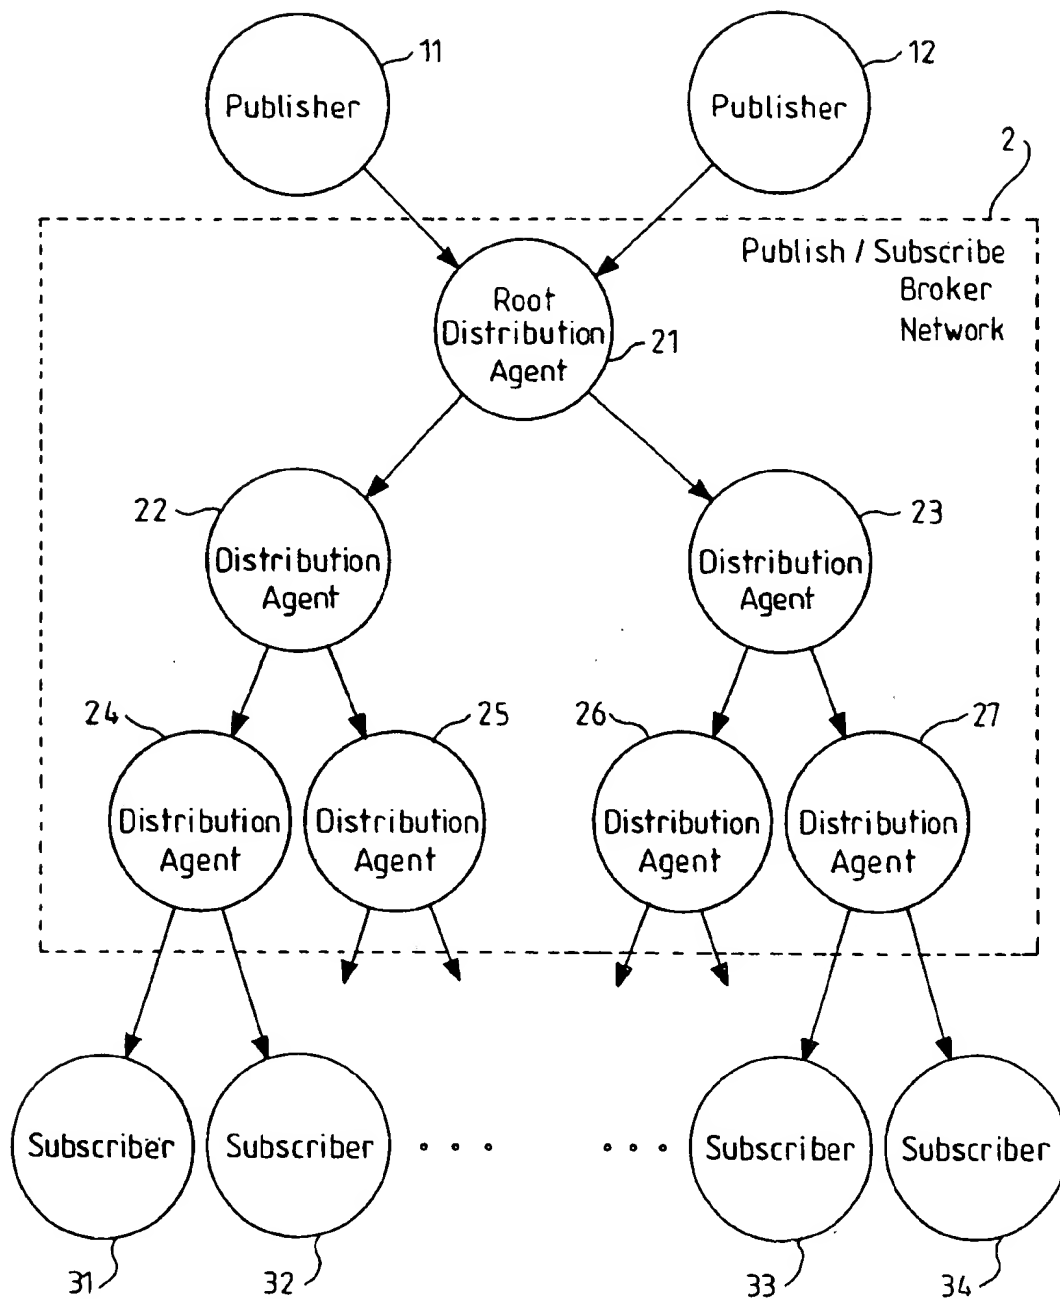 11
12
Publisher
Publisher
2
Publish / Subscribe
Broker
Network
Root
Distribution
Agent
21
22
23
Distribution
Agent
Distribution
Agent
24
25
26
27
Distribution
Agent
Distribution
Agent
Distribution
Agent
Distribution
Agent
Subscriber
Subscriber
Subscriber
Subscriber
31
32
33
34